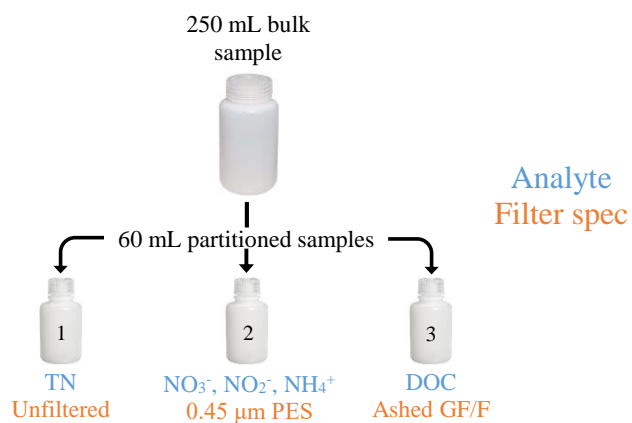 250 mL bulk
sample
Analyte
Filter spec
60 mL partitioned samples
1
2
3
TN
NO₃⁻, NO₂⁻, NH₄⁺
DOC
Unfiltered
0.45 µm PES
Ashed GF/F